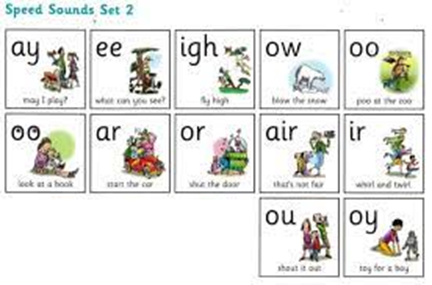 Speed Sounds Set 2
ay ee igh ow oo
may I play? what can you see? fly high blow the snow poo at the zoo
oo ar or air ir
look at a book start the car shut the door that's not fair whirl and twirl
ou oy
shout it out toy for a boy